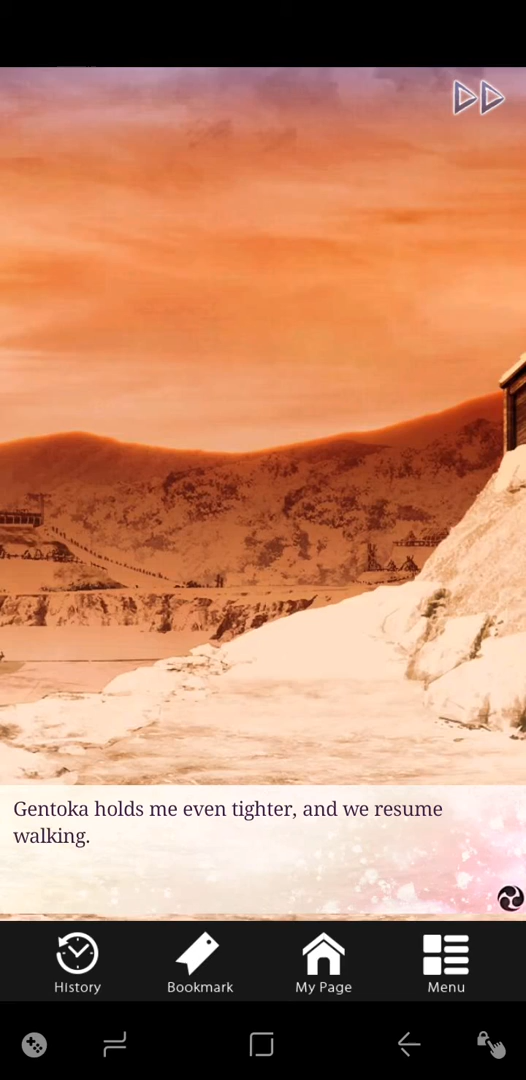 Gentoka holds me even tighter, and we resume
walking.
History
Bookmark
My Page
Menu